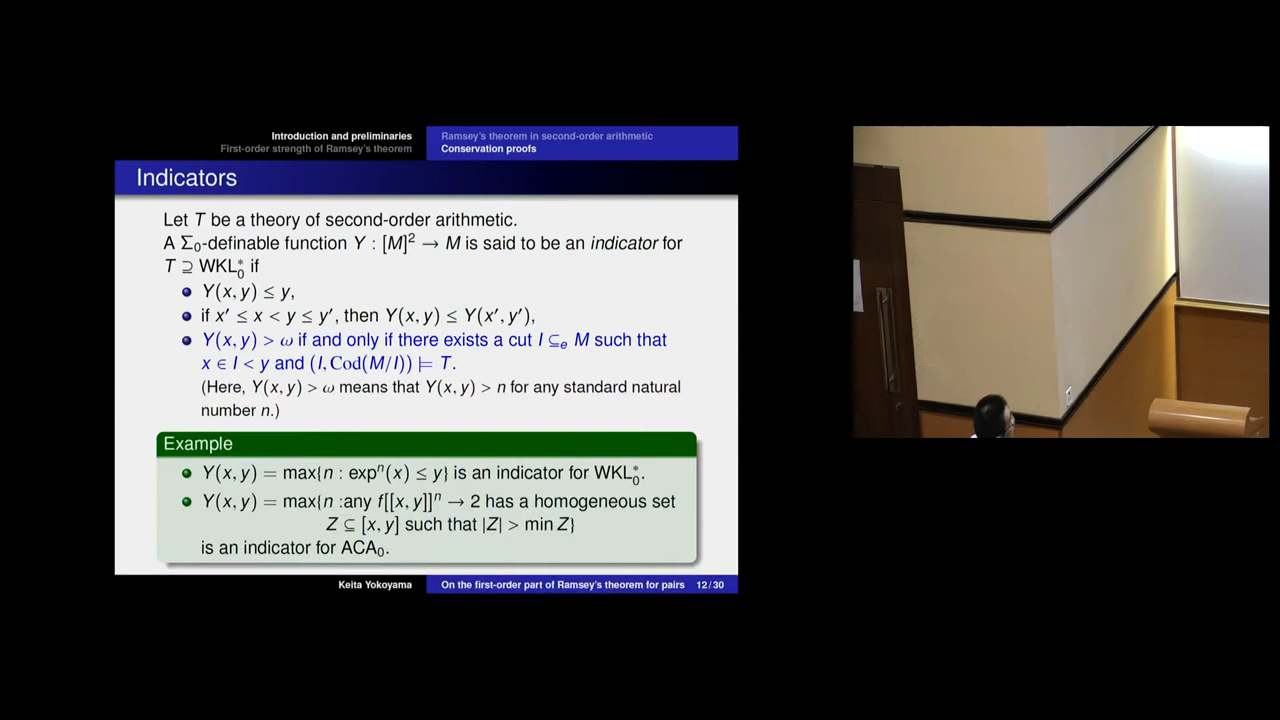 Introduction and preliminaries
First-order strength of Ramsey's theorem
Ramsey's theorem in second-order arithmetic
Conservation proofs
Indicators
Let T be a theory of second-order arithmetic.
A Σ₀-definable function Y : [M]² → M is said to be an indicator for
T ⊇ WKL₀* if
Y(x, y) ≤ y,
if x′ ≤ x < y ≤ y′, then Y(x, y) ≤ Y(x′, y′),
Y(x, y) > ω if and only if there exists a cut I ⊆ₑ M such that
x ∈ I < y and (I, Cod(M/I)) ⊨ T.
(Here, Y(x, y) > ω means that Y(x, y) > n for any standard natural
number n.)
Example
Y(x, y) = max{n : expⁿ(x) ≤ y} is an indicator for WKL₀*.
Y(x, y) = max{n :any f[[x, y]]ⁿ → 2 has a homogeneous set
Z ⊆ [x, y] such that |Z| > min Z}
is an indicator for ACA₀.
Keita Yokoyama
On the first-order part of Ramsey's theorem for pairs
12/30